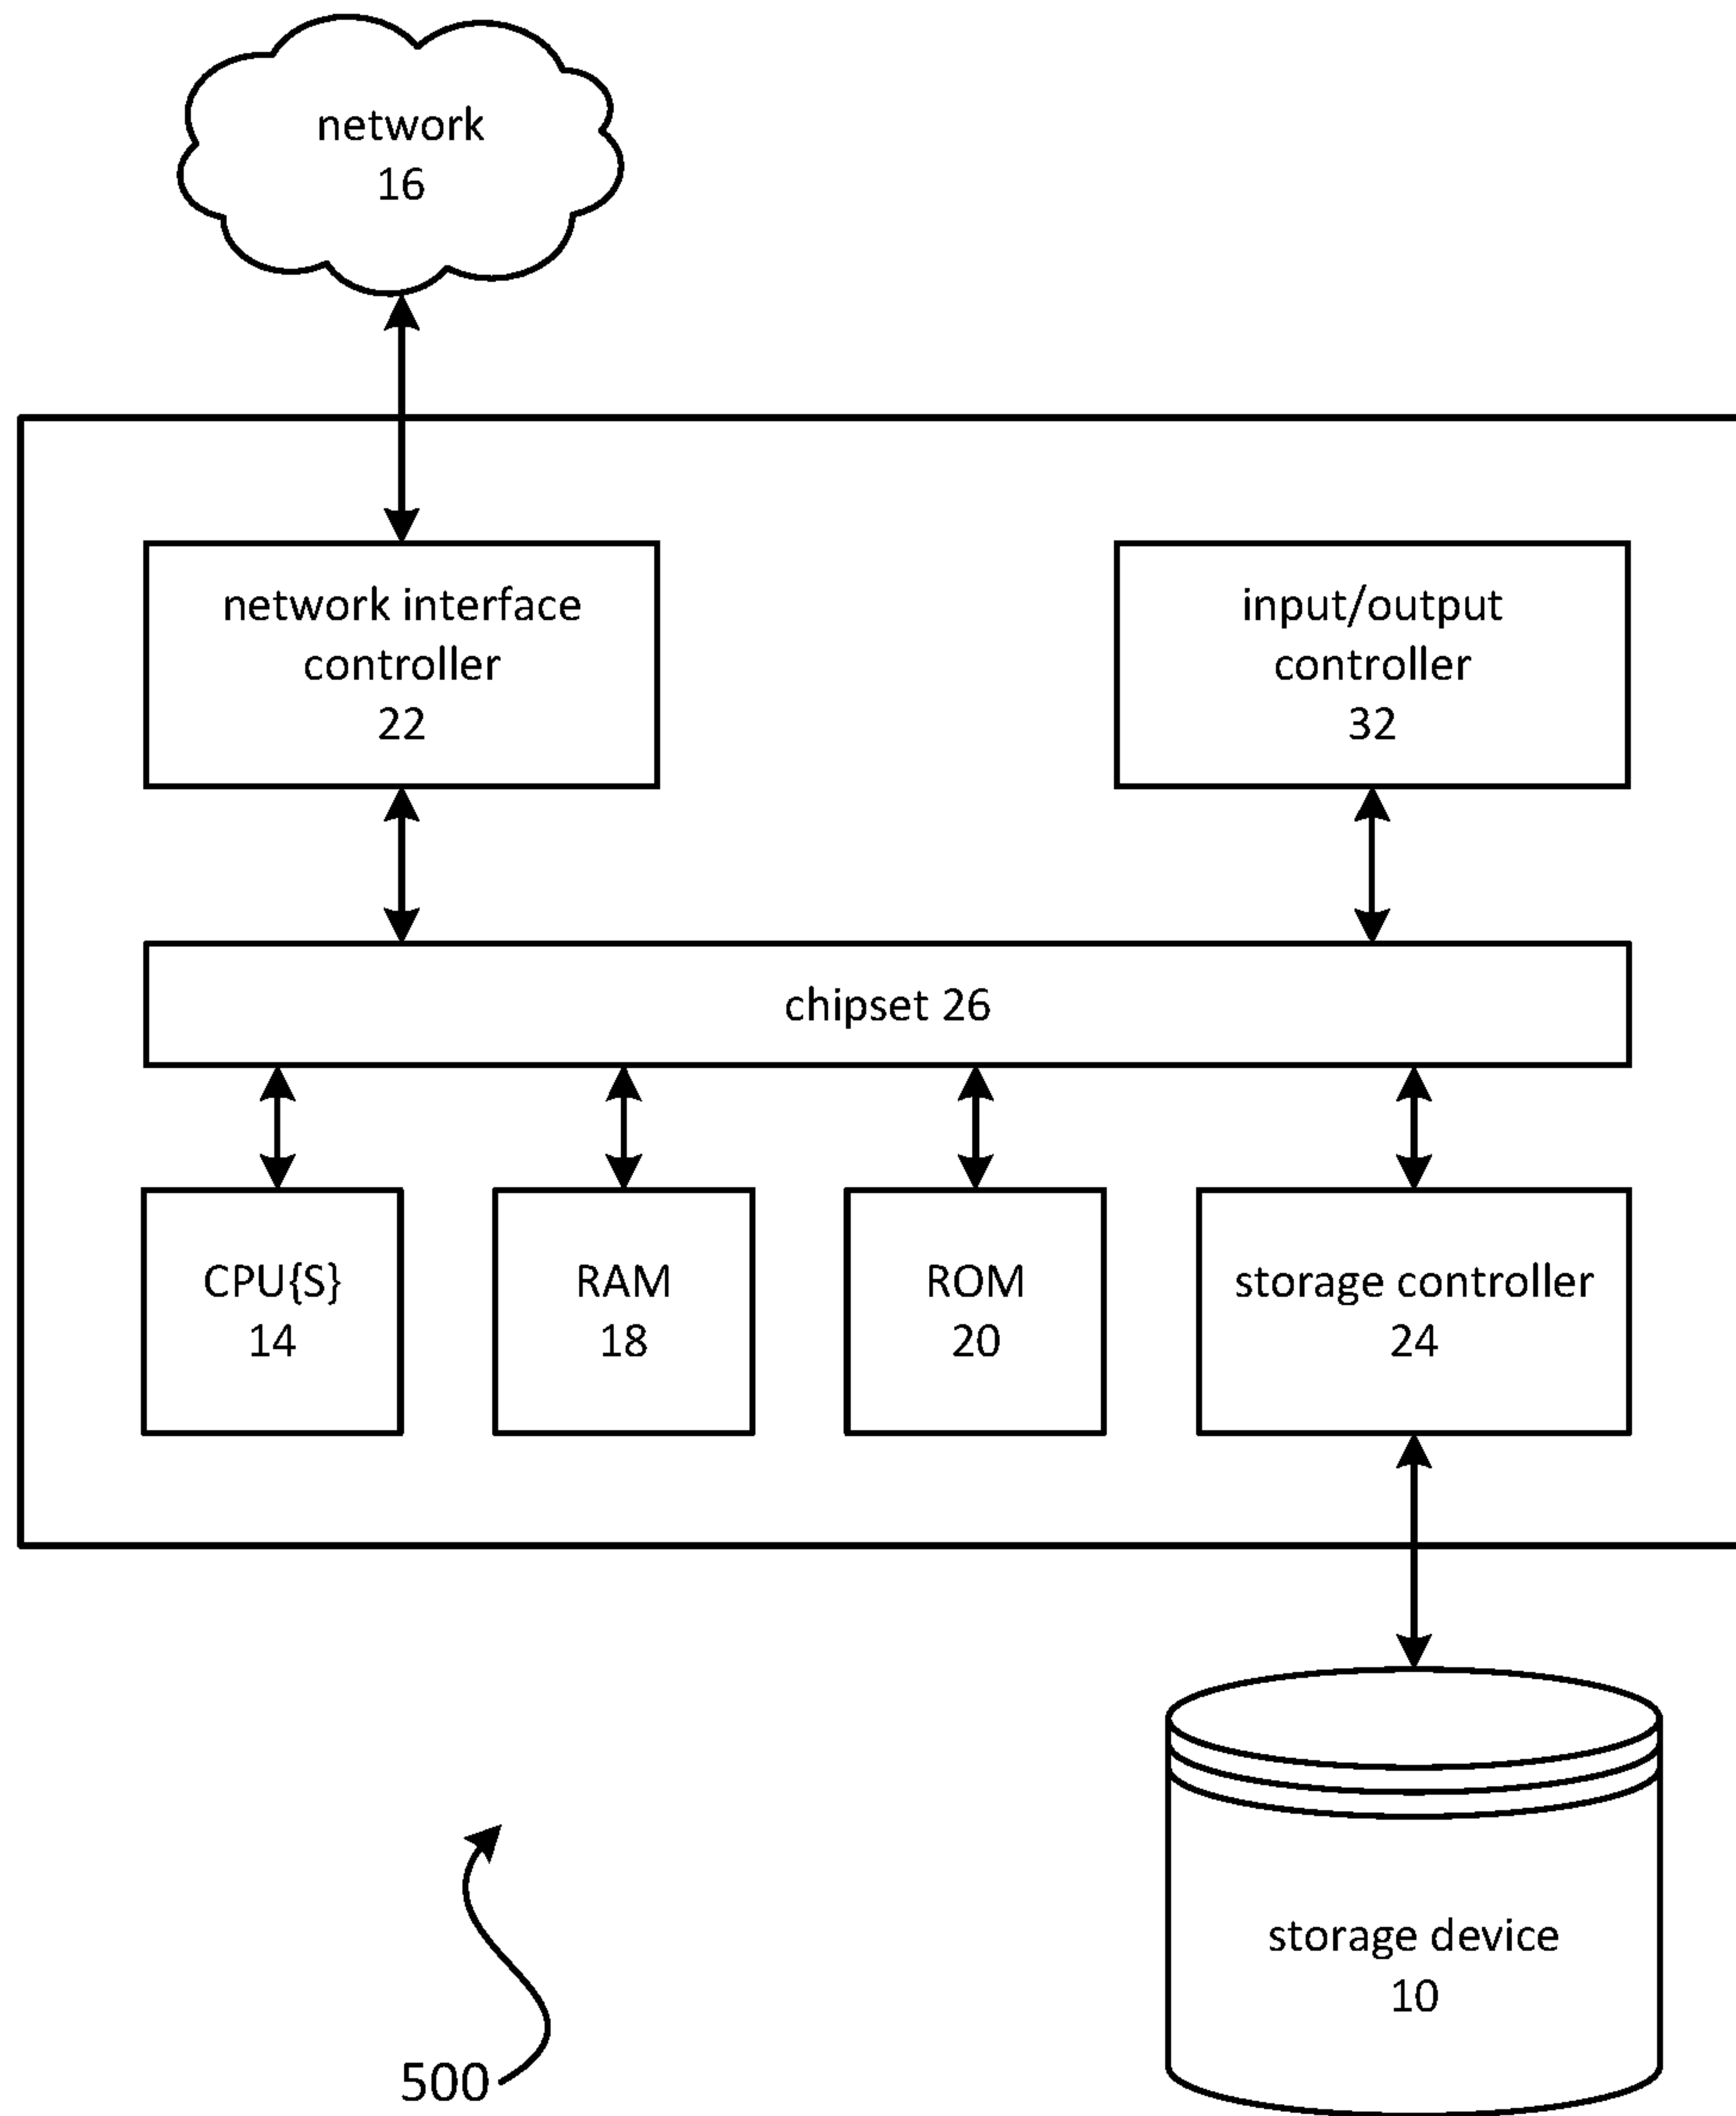 network
16
network interface
controller
22
input/output
controller
32
chipset 26
CPU{S}
14
RAM
18
ROM
20
storage controller
24
storage device
10
500